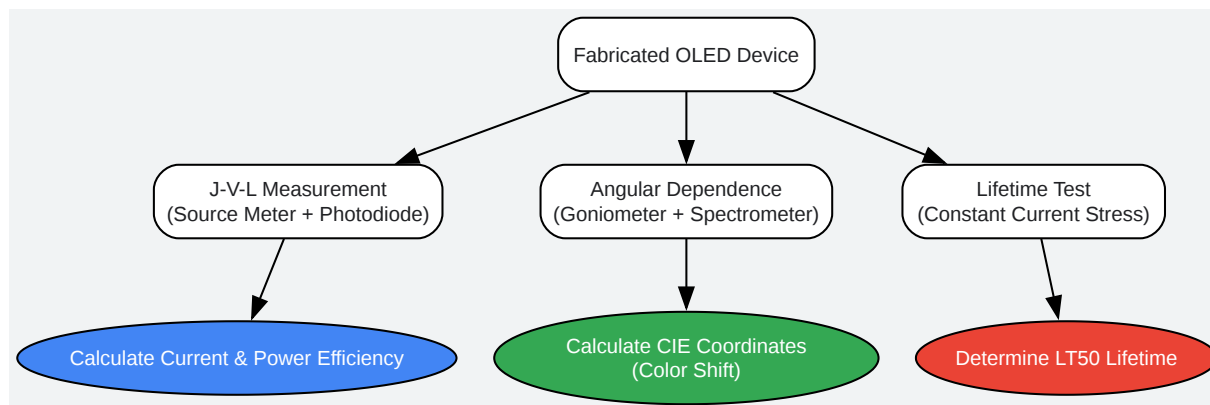 Fabricated OLED Device
J-V-L Measurement
(Source Meter + Photodiode)
Angular Dependence
(Goniometer + Spectrometer)
Lifetime Test
(Constant Current Stress)
Calculate Current & Power Efficiency
Calculate CIE Coordinates
(Color Shift)
Determine LT50 Lifetime